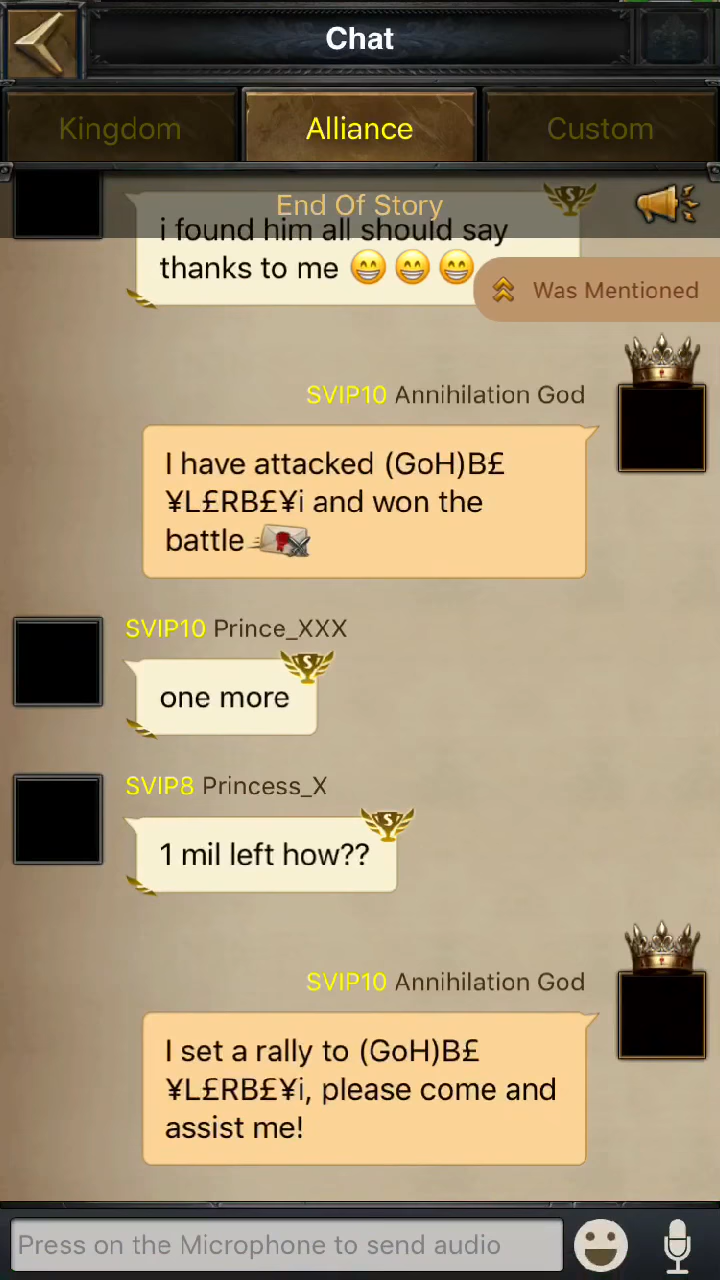 Chat
Kingdom
Alliance
Custom
End Of Story
i found him all should say
thanks to me 😁 😁 😁
Was Mentioned
SVIP10 Annihilation God
I have attacked (GoH)B£
¥L£RB£¥i and won the
battle
SVIP10 Prince_XXX
S
one more
SVIP8 Princess_X
S
1 mil left how??
SVIP10 Annihilation God
I set a rally to (GoH)B£
¥L£RB£¥i, please come and
assist me!
Press on the Microphone to send audio